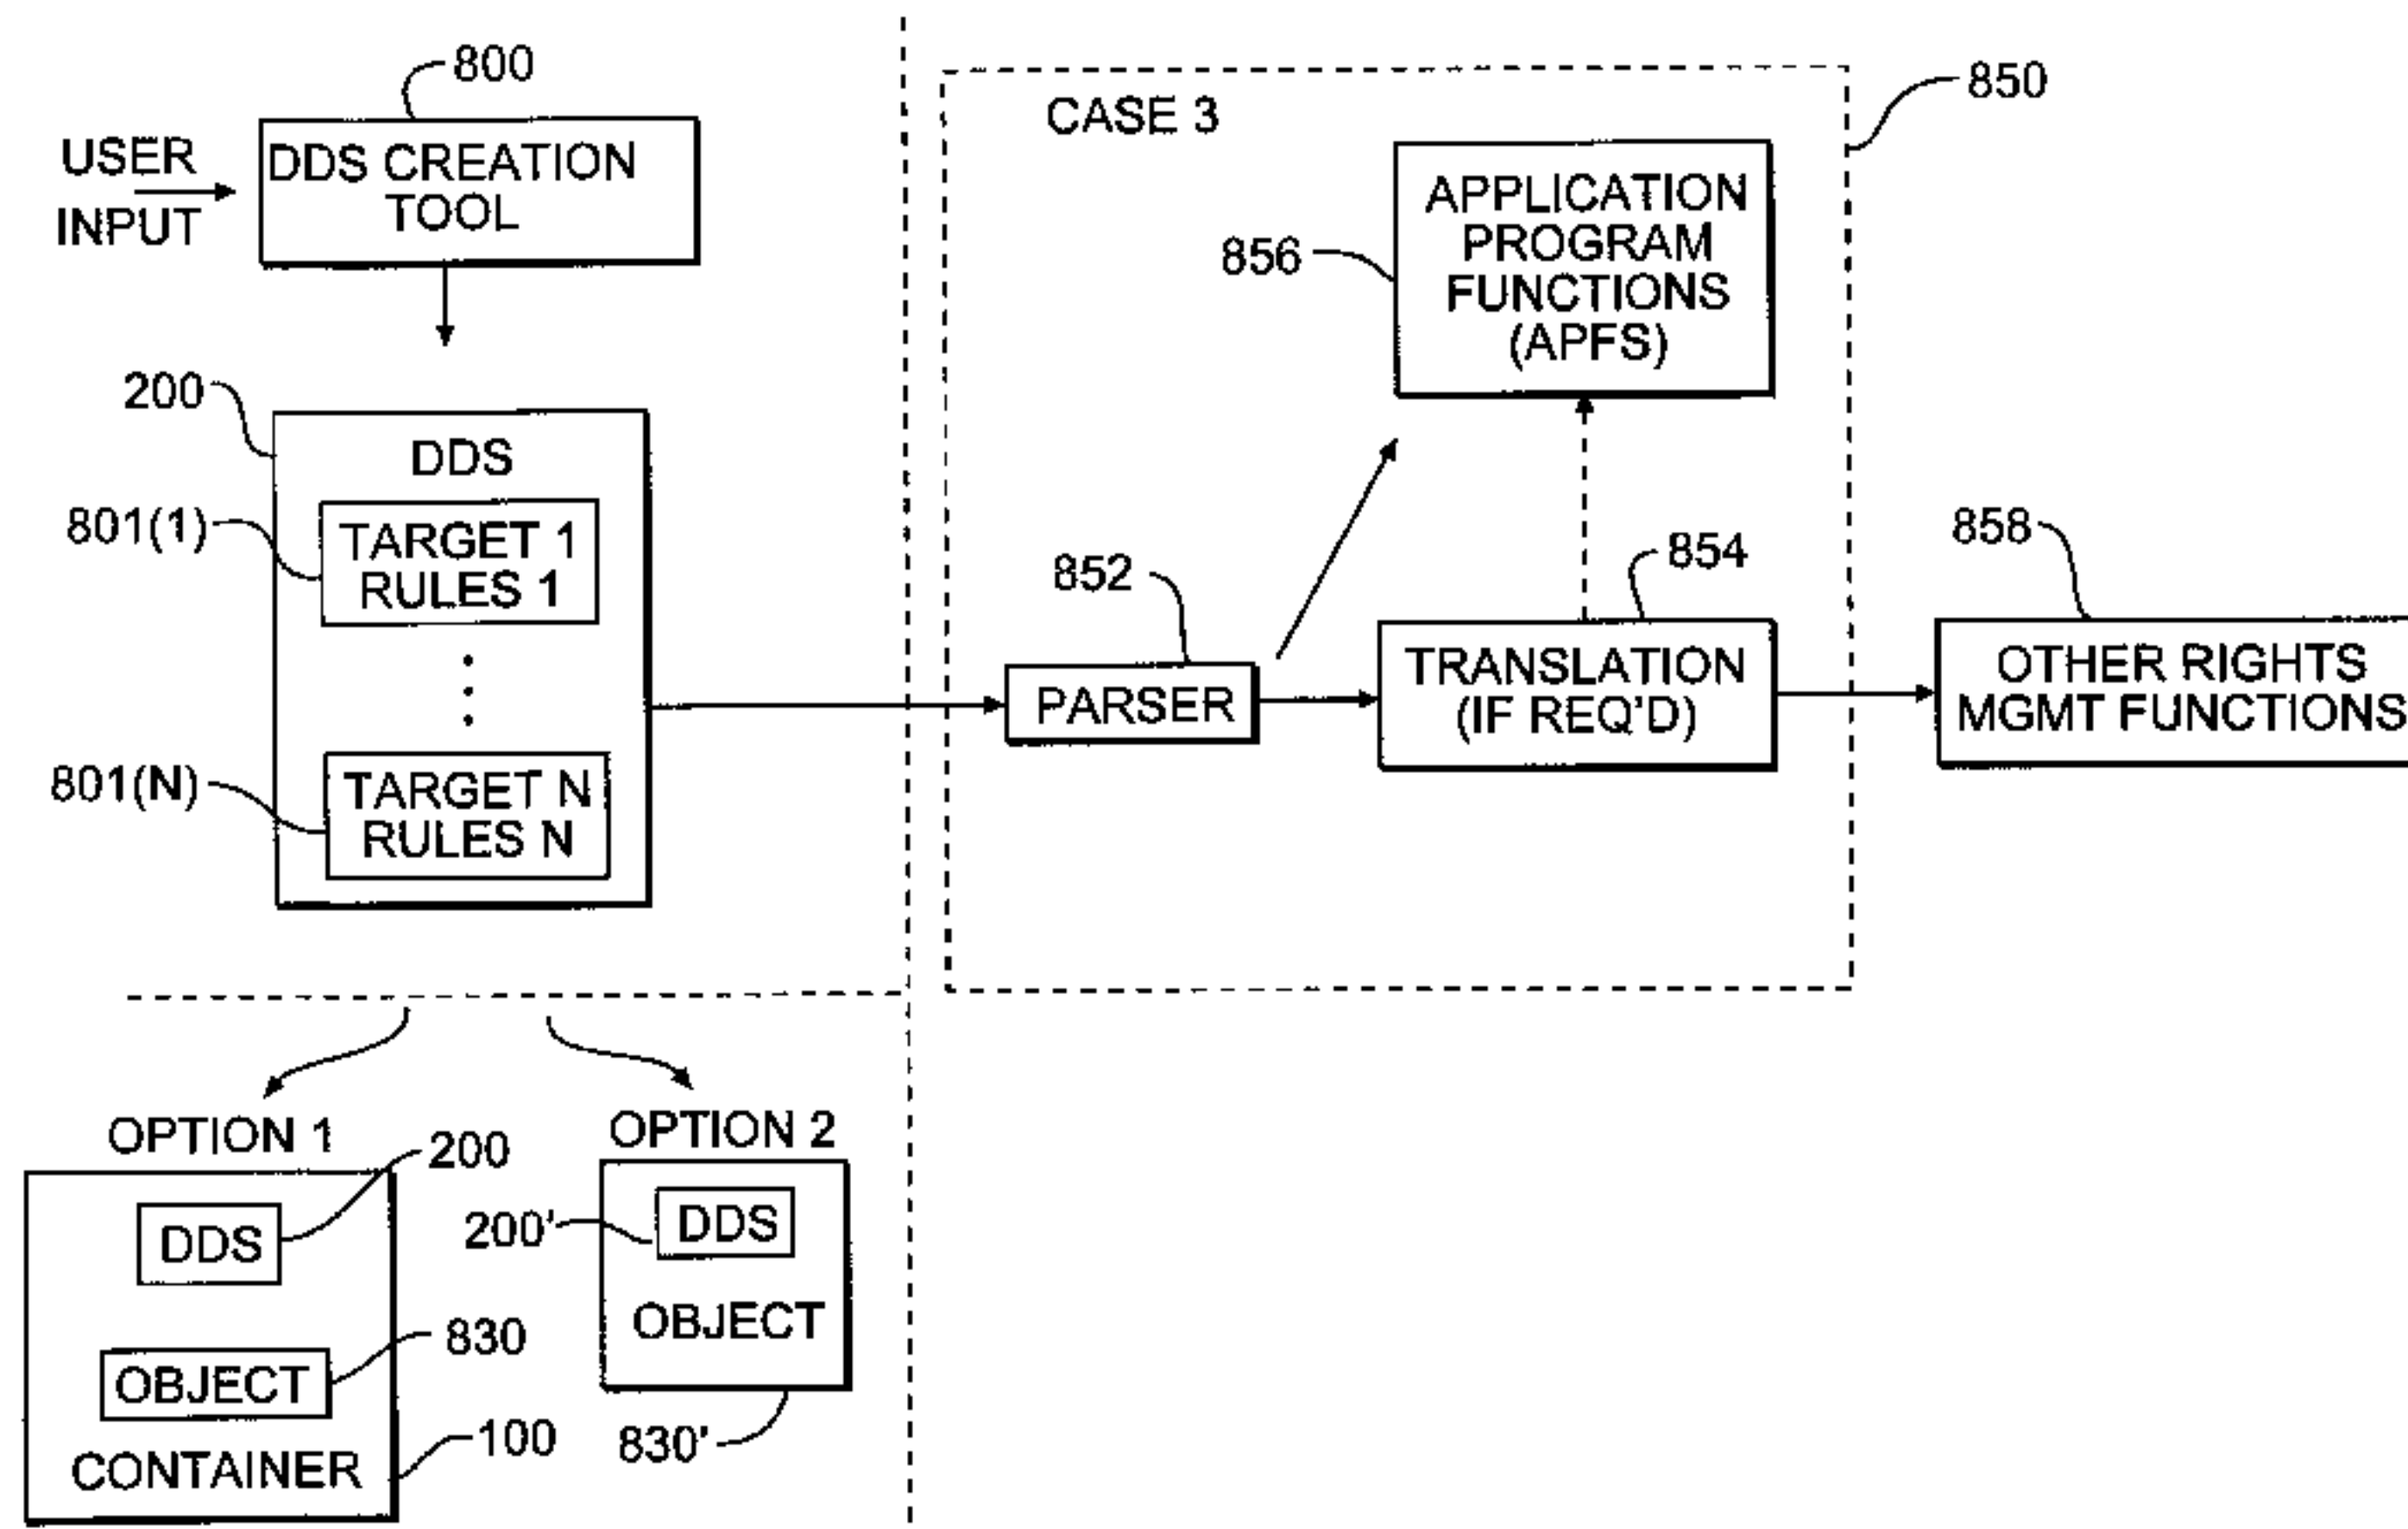 800
USER
INPUT
DDS CREATION
TOOL
200
DDS
801(1)
TARGET 1
RULES 1
801(N)
TARGET N
RULES N
OPTION 1
200
DDS
830
OBJECT
100
CONTAINER
OPTION 2
200'
DDS
OBJECT
830'
CASE 3
850
856
APPLICATION
PROGRAM
FUNCTIONS
(APFS)
852
PARSER
854
TRANSLATION
(IF REQ'D)
858
OTHER RIGHTS
MGMT FUNCTIONS